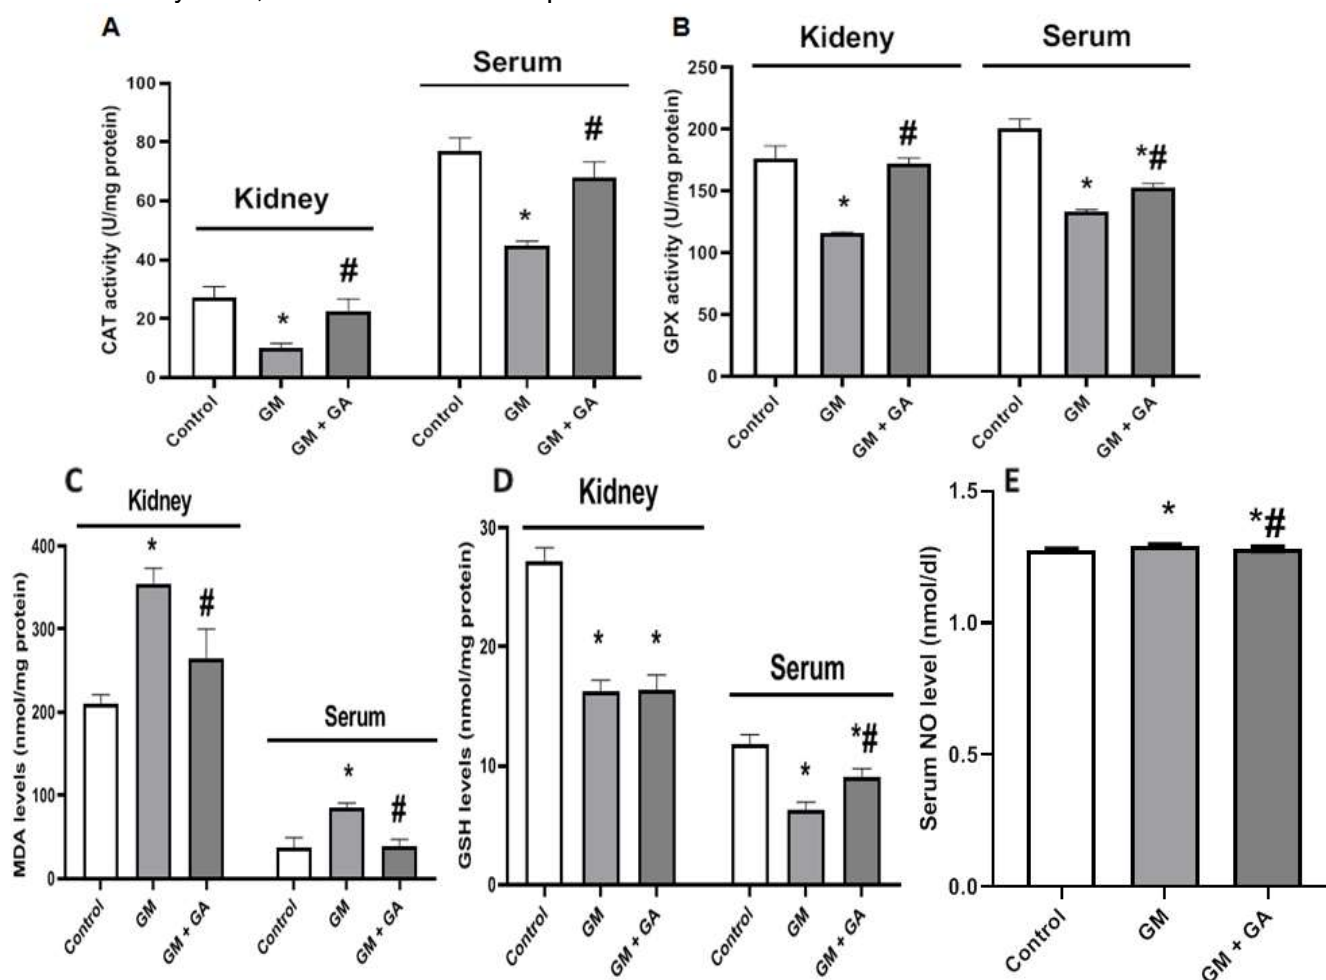 A
Kidney
Serum
CAT activity (U/mg protein)
100
80
60
40
20
0
*
#
*
#
Control
GM
GM + GA
Control
GM
GM + GA
B
Kideny
Serum
GPX activity (U/mg protein)
250
200
150
100
50
0
*
#
*
*#
Control
GM
GM + GA
Control
GM
GM + GA
C
Kidney
Serum
MDA levels (nmol/mg protein)
400
300
200
100
0
*
#
*
#
Control
GM
GM + GA
Control
GM
GM + GA
D
Kidney
Serum
GSH levels (nmol/mg protein)
30
20
10
0
*
*
*
*#
Control
GM
GM + GA
Control
GM
GM + GA
E
Serum NO level (nmol/dl)
1.5
1.0
0.5
0.0
*
*#
Control
GM
GM + GA